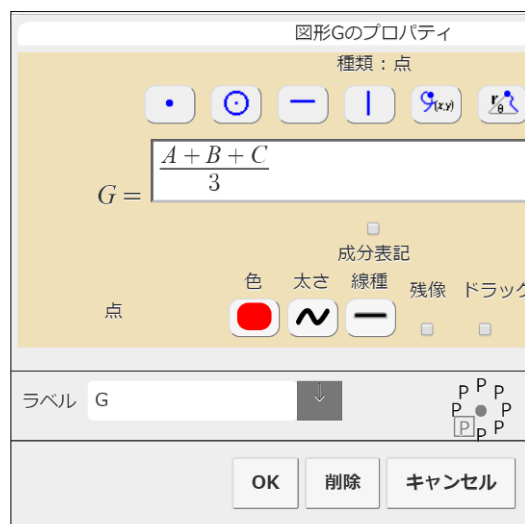 図形Gのプロパティ
種類：点
(x,y)
r/θ
G = (A + B + C)/3
成分表記
色 太さ 線種 残像 ドラッグ
点
ラベル G ↓
P P P
P P
P P P
OK 削除 キャンセル